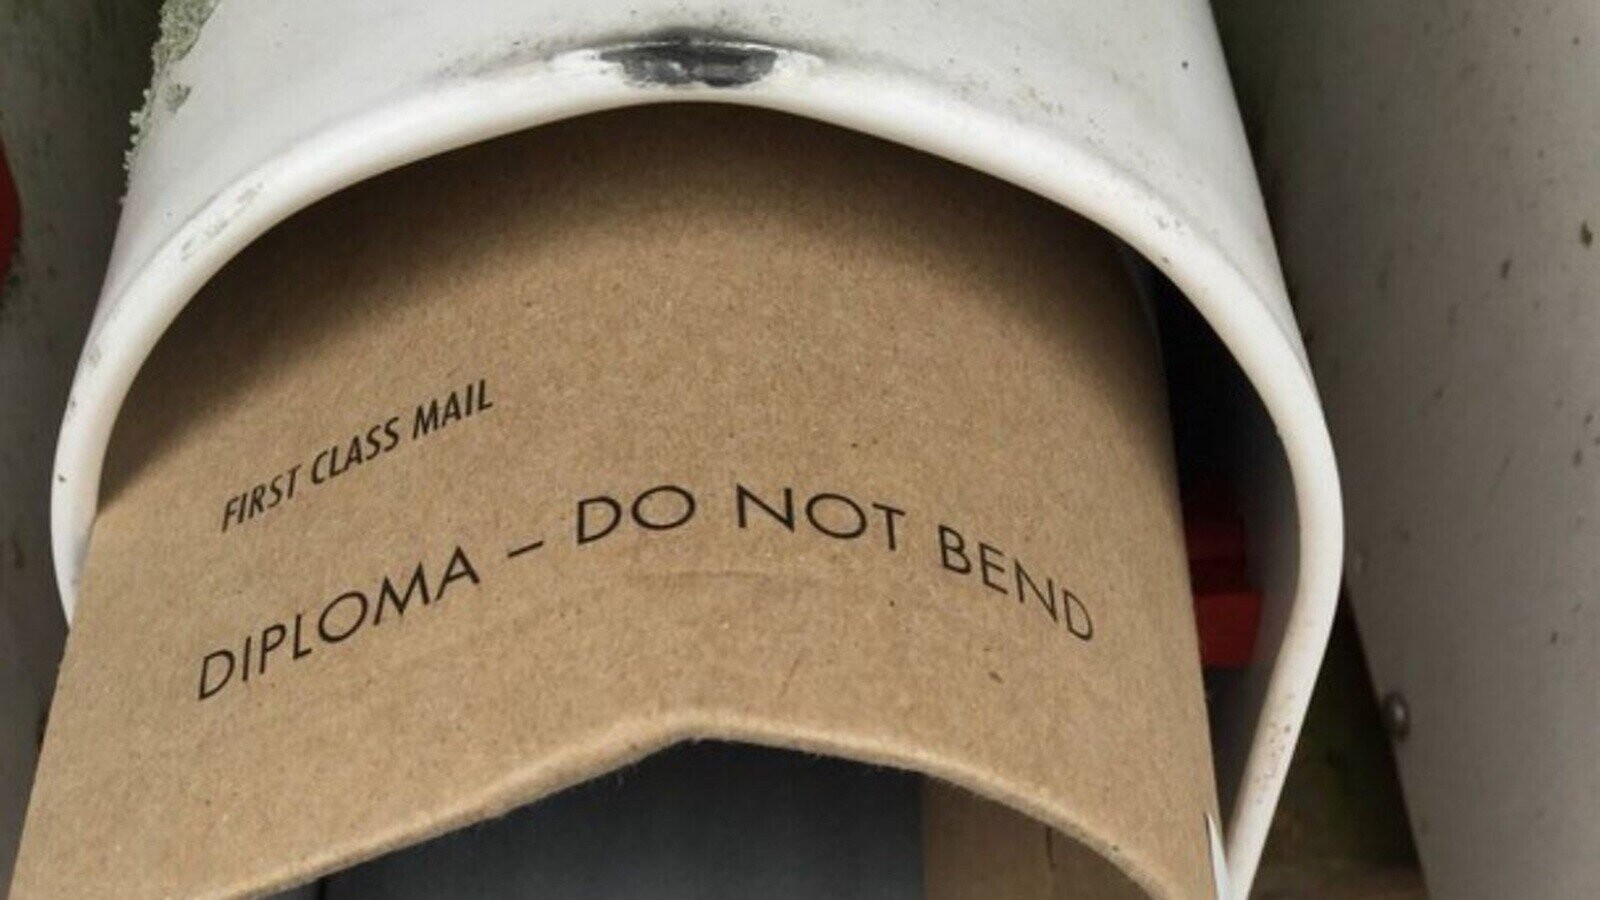 FIRST CLASS MAIL
DIPLOMA – DO NOT BEND